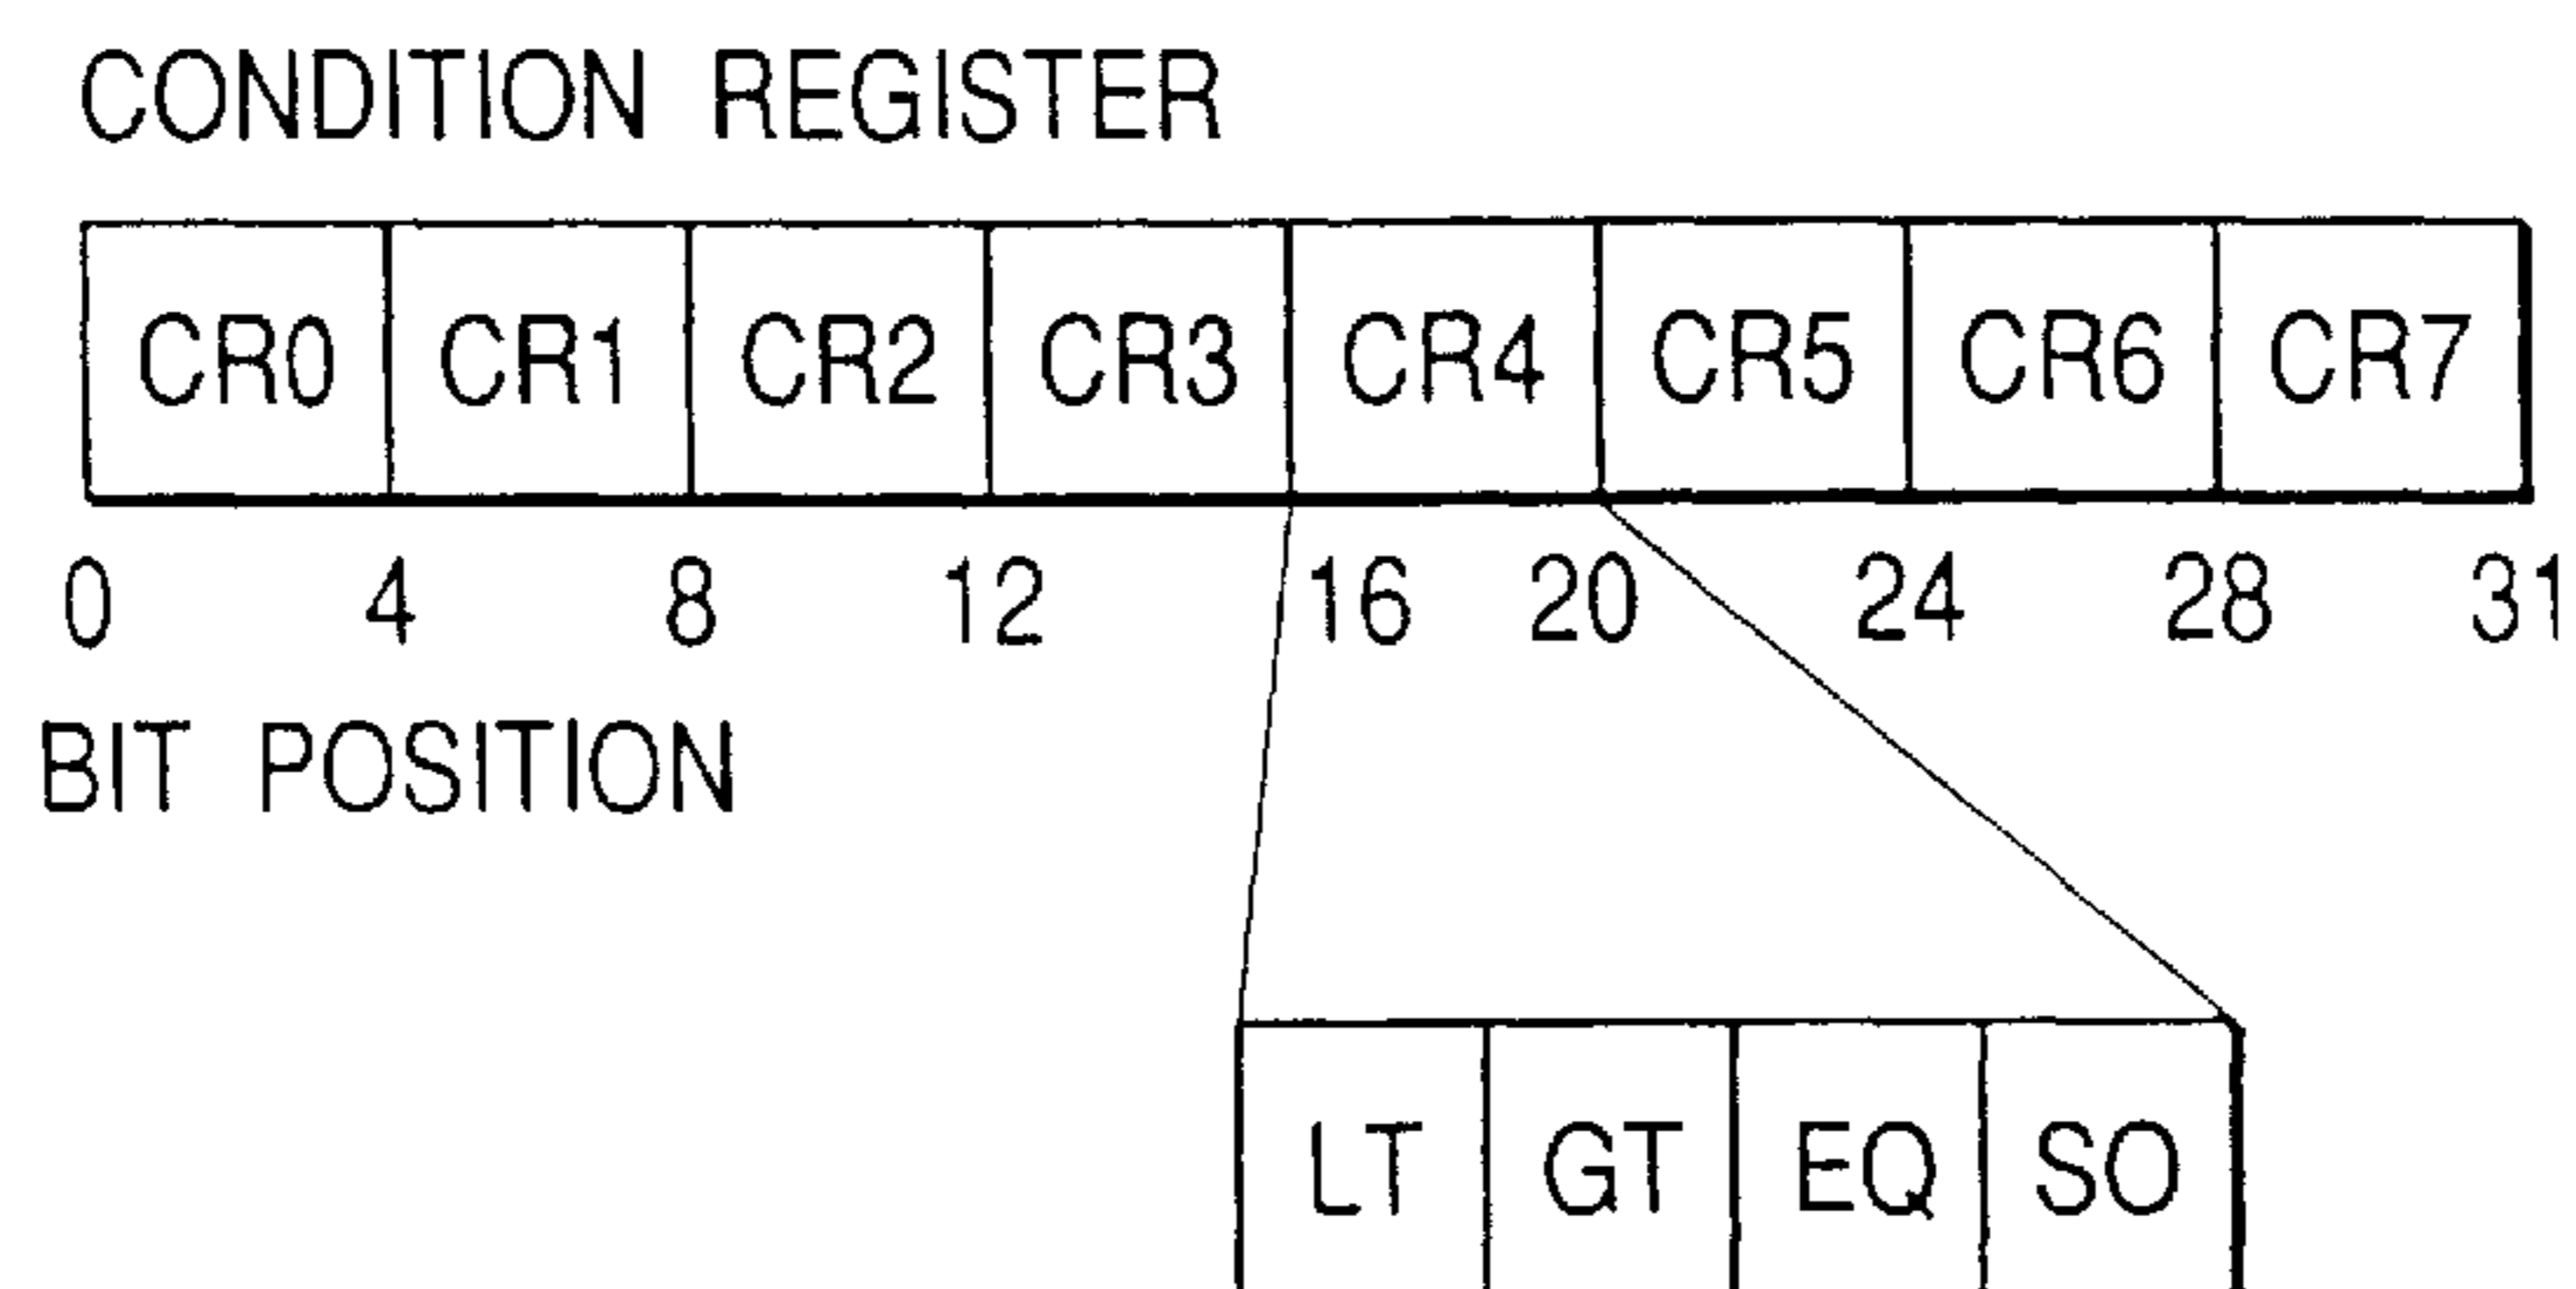 CONDITION REGISTER
CR0 CR1 CR2 CR3 CR4 CR5 CR6 CR7
0 4 8 12 16 20 24 28 31
BIT POSITION
LT GT EQ SO